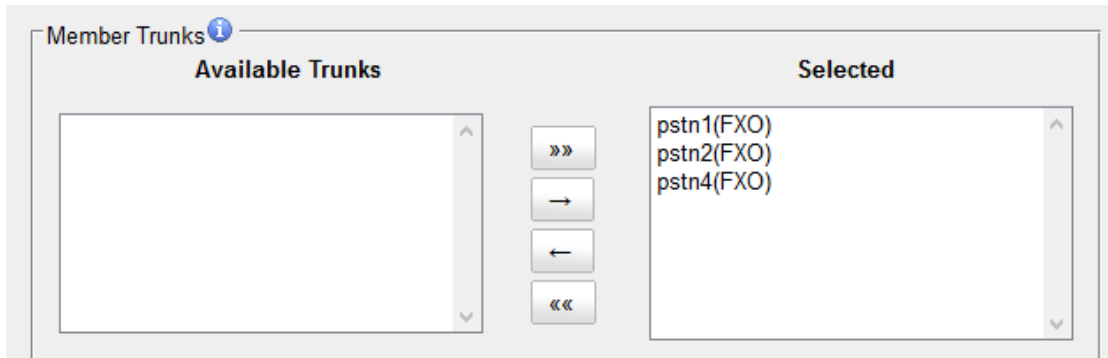 Member Trunks
Available Trunks
Selected
pstn1(FXO)
pstn2(FXO)
pstn4(FXO)
»»
→
←
««